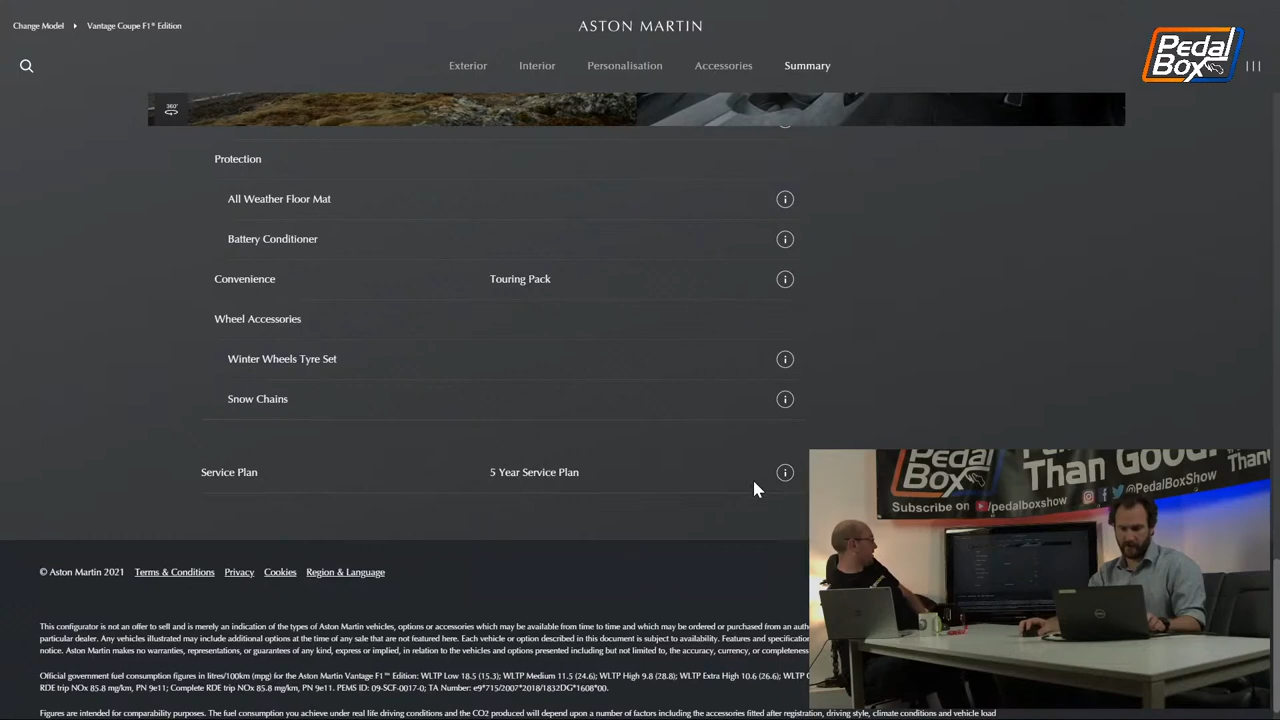 Change Model
Vantage Coupe F1® Edition
ASTON MARTIN
Pedal
Box
Exterior
Interior
Personalisation
Accessories
Summary
360°
Protection
All Weather Floor Mat
Battery Conditioner
Convenience
Touring Pack
Wheel Accessories
Winter Wheels Tyre Set
Snow Chains
Service Plan
5 Year Service Plan
Pedal
Box
Than Good
Than
Subscribe on /pedalboxshow
@PedalBoxShow
DELL
© Aston Martin 2021
Terms & Conditions
Privacy
Cookies
Region & Language
This configurator is not an offer to sell and is merely an indication of the types of Aston Martin vehicles, options or accessories which may be available from time to time and which may be ordered or purchased from an
particular dealer. Any vehicles illustrated may include additional options at the time of any sale that are not featured here. Each vehicle or option described in this document is subject to availability. Features and
notice. Aston Martin makes no warranties, representations, or guarantees of any kind, express or implied, in relation to the vehicles and options presented including but not limited to, the accuracy, currency, or
Official government fuel consumption figures in litres/100km (mpg) for the Aston Martin Vantage F1™ Edition: WLTP Low 18.5 (15.3); WLTP Medium 11.5 (24.6); WLTP High 9.8 (28.8); WLTP Extra High 10.6 (26.6); WLTP
RDE trip NOx 85.8 mg/km, PN 9e11; Complete RDE trip NOx 85.8 mg/km, PN 9e11. PEMS ID: 09-SCF-0017-0; TA Number: e9*715/2007*2018/1832DG*1608*00.
Figures are intended for comparability purposes. The fuel consumption you achieve under real life driving conditions and the CO2 produced will depend upon a number of factors including the accessories fitted after registration, driving style, climate conditions and vehicle load